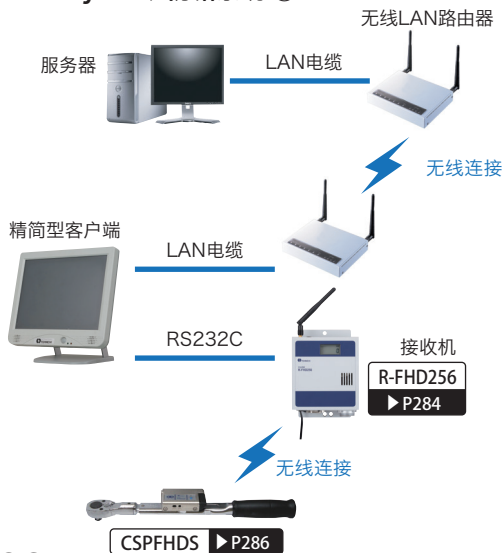 无线LAN路由器
服务器
LAN电缆
无线连接
精简型客户端
LAN电缆
RS232C
接收机
R-FHD256
▶P284
无线连接
CSPFHDS ▶P286